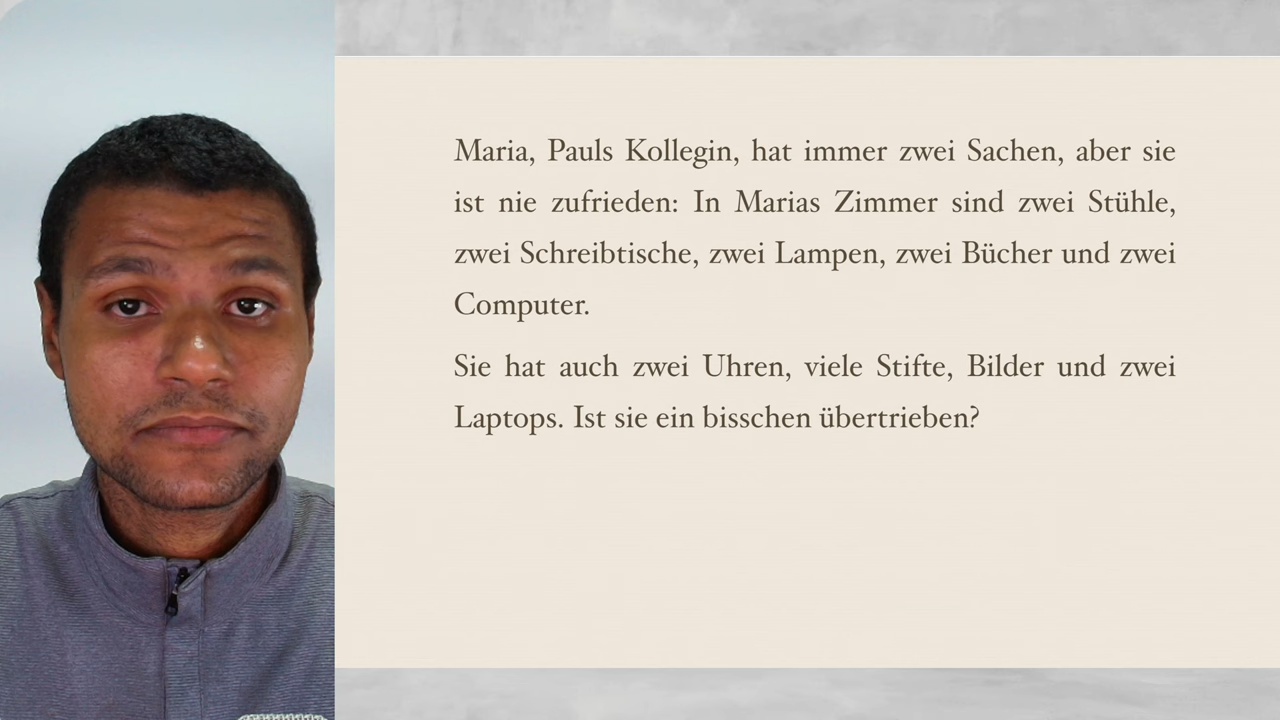 Maria, Pauls Kollegin, hat immer zwei Sachen, aber sie
ist nie zufrieden: In Marias Zimmer sind zwei Stühle,
zwei Schreibtische, zwei Lampen, zwei Bücher und zwei
Computer.
Sie hat auch zwei Uhren, viele Stifte, Bilder und zwei
Laptops. Ist sie ein bisschen übertrieben?